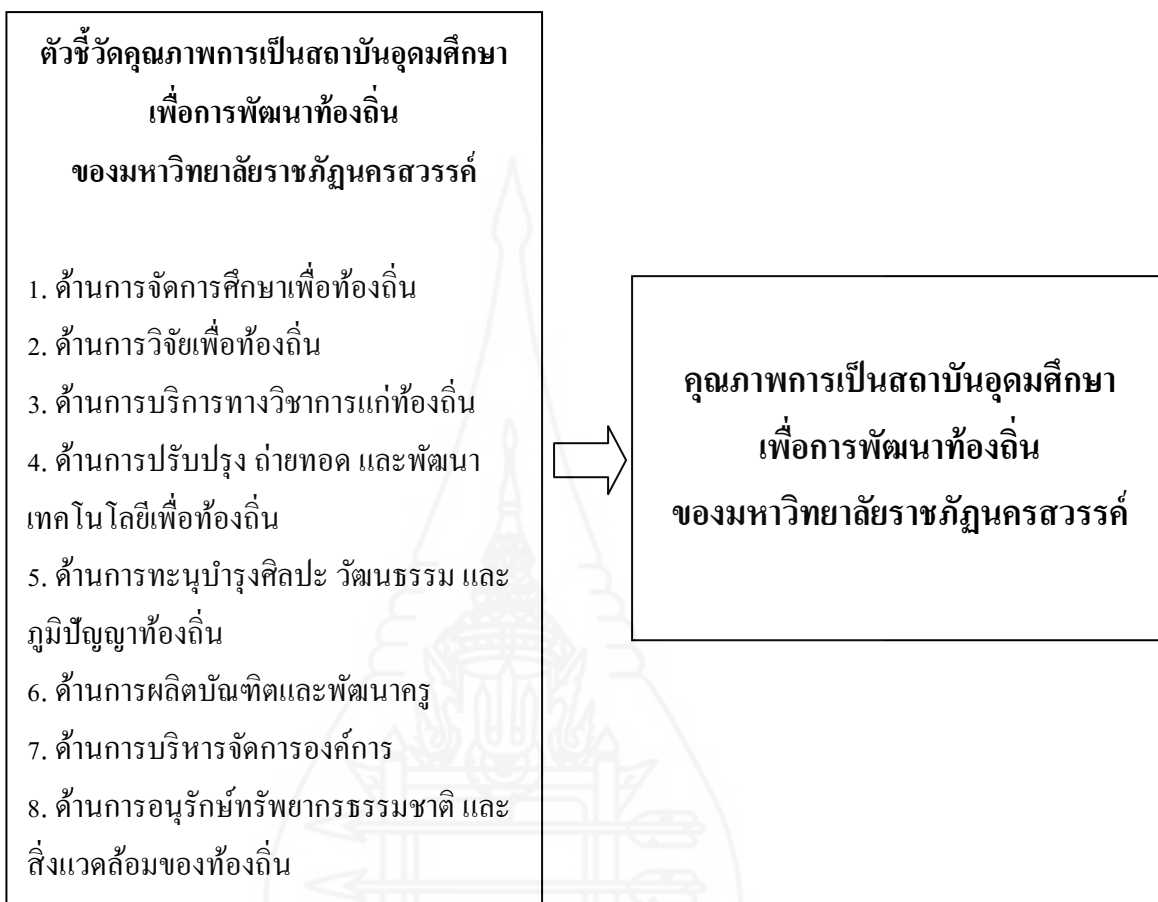 ตัวชี้วัดคุณภาพการเป็นสถาบันอุดมศึกษา
เพื่อการพัฒนาท้องถิ่น
ของมหาวิทยาลัยราชภัฏนครสวรรค์
1. ด้านการจัดการศึกษาเพื่อท้องถิ่น
2. ด้านการวิจัยเพื่อท้องถิ่น
3. ด้านการบริการทางวิชาการแก่ท้องถิ่น
4. ด้านการปรับปรุง ถ่ายทอด และพัฒนา
เทคโนโลยีเพื่อท้องถิ่น
5. ด้านการทะนุบำรุงศิลปะ วัฒนธรรม และ
ภูมิปัญญาท้องถิ่น
6. ด้านการผลิตบัณฑิตและพัฒนาครู
7. ด้านการบริหารจัดการองค์การ
8. ด้านการอนุรักษ์ทรัพยากรธรรมชาติ และ
สิ่งแวดล้อมของท้องถิ่น
คุณภาพการเป็นสถาบันอุดมศึกษา
เพื่อการพัฒนาท้องถิ่น
ของมหาวิทยาลัยราชภัฏนครสวรรค์